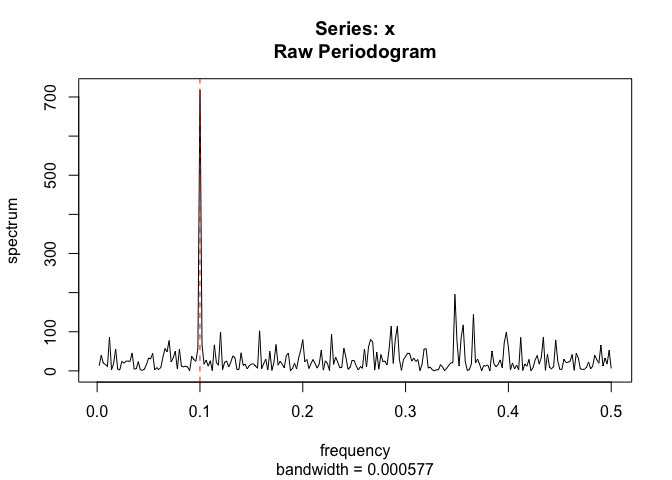 Series: x
Raw Periodogram
spectrum
700
500
300
100
0
0.0 0.1 0.2 0.3 0.4 0.5
frequency
bandwidth = 0.000577